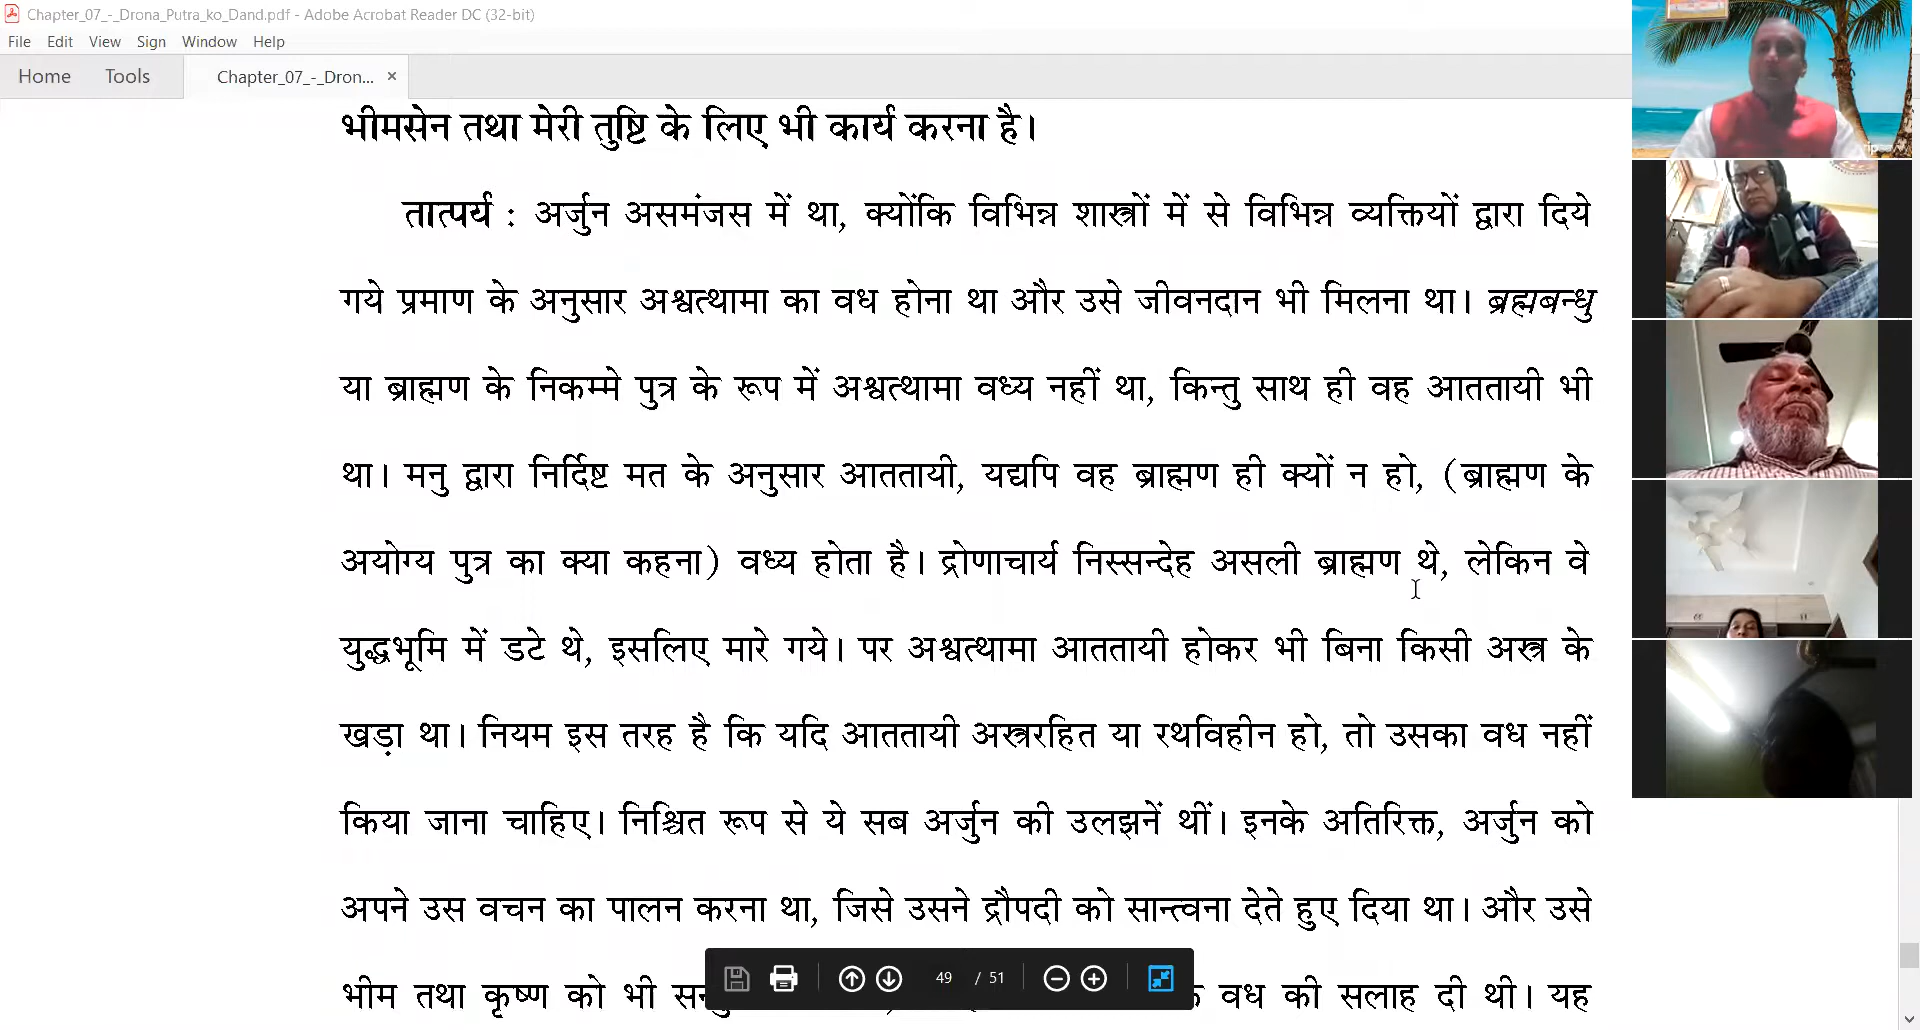 Chapter_07_-_Drona_Putra_ko_Dand.pdf - Adobe Acrobat Reader DC (32-bit)
File Edit View Sign Window Help
Home Tools Chapter_07_-_Dron... ×
भीमसेन तथा मेरी तुष्टि के लिए भी कार्य करना है।
तात्पर्य : अर्जुन असमंजस में था, क्योंकि विभिन्न शास्त्रों में से विभिन्न व्यक्तियों द्वारा दिये
गये प्रमाण के अनुसार अश्वत्थामा का वध होना था और उसे जीवनदान भी मिलना था। ब्रह्मबन्धु
या ब्राह्मण के निकम्मे पुत्र के रूप में अश्वत्थामा वध्य नहीं था, किन्तु साथ ही वह आततायी भी
था। मनु द्वारा निर्दिष्ट मत के अनुसार आततायी, यद्यपि वह ब्राह्मण ही क्यों न हो, (ब्राह्मण के
अयोग्य पुत्र का क्या कहना) वध्य होता है। द्रोणाचार्य निस्सन्देह असली ब्राह्मण थे, लेकिन वे
युद्धभूमि में डटे थे, इसलिए मारे गये। पर अश्वत्थामा आततायी होकर भी बिना किसी अस्त्र के
खड़ा था। नियम इस तरह है कि यदि आततायी अस्त्ररहित या रथविहीन हो, तो उसका वध नहीं
किया जाना चाहिए। निश्चित रूप से ये सब अर्जुन की उलझनें थीं। इनके अतिरिक्त, अर्जुन को
अपने उस वचन का पालन करना था, जिसे उसने द्रौपदी को सान्त्वना देते हुए दिया था। और उसे
भीम तथा कृष्ण को भी वध की सलाह दी थी। यह
49 / 51